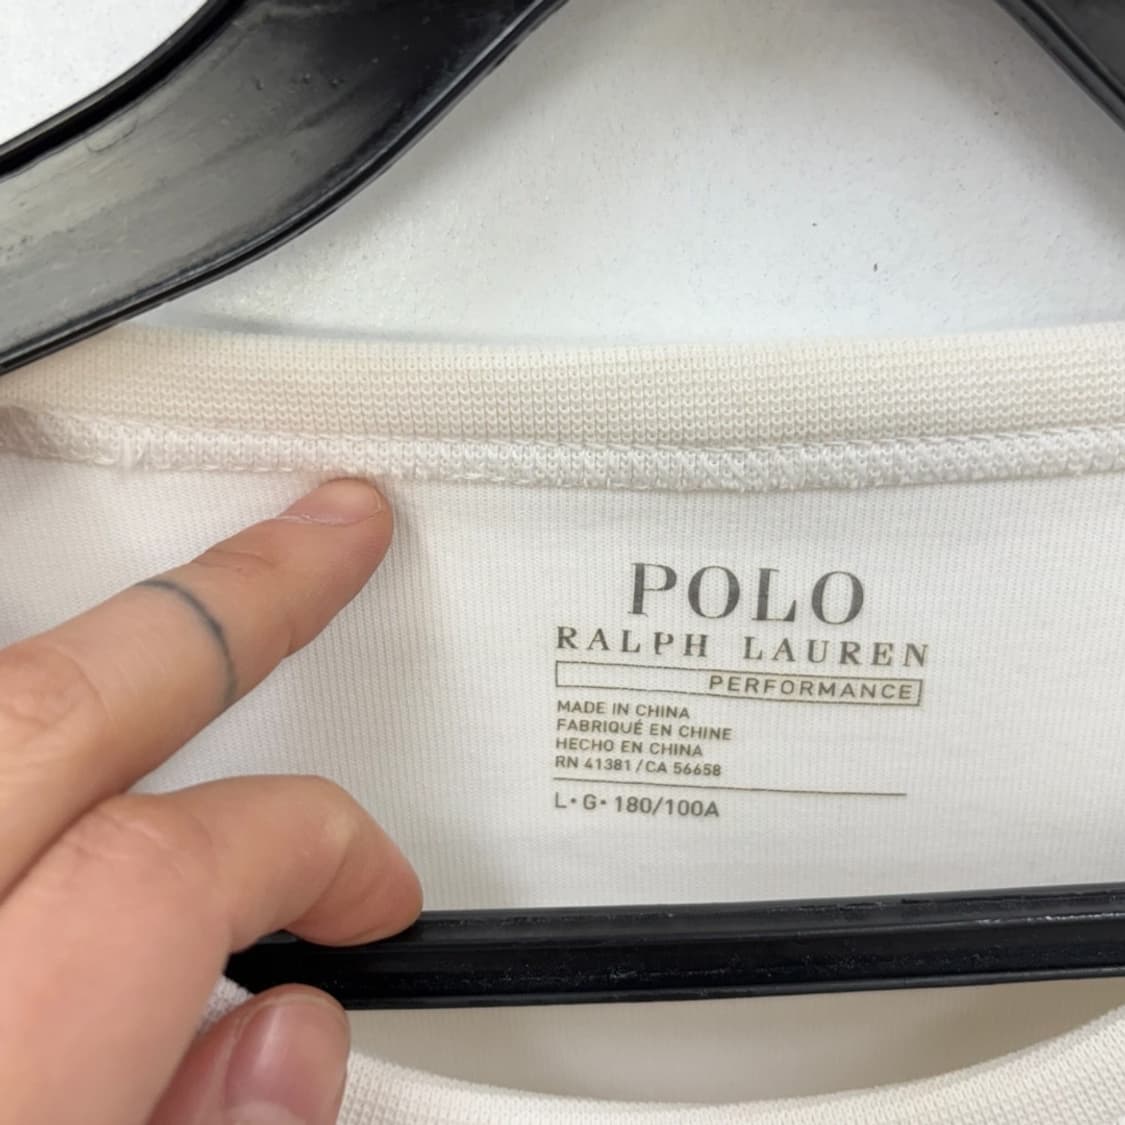 POLO
RALPH LAUREN
PERFORMANCE
MADE IN CHINA
FABRIQUÉ EN CHINE
HECHO EN CHINA
RN 41381/CA 56658
L•G• 180/100A